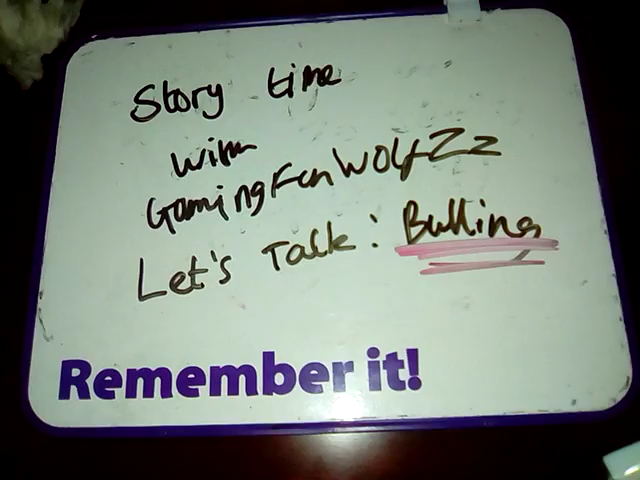 Story time
with
GamingFunWolfZz
Let's Talk: Bulling
Remember it!